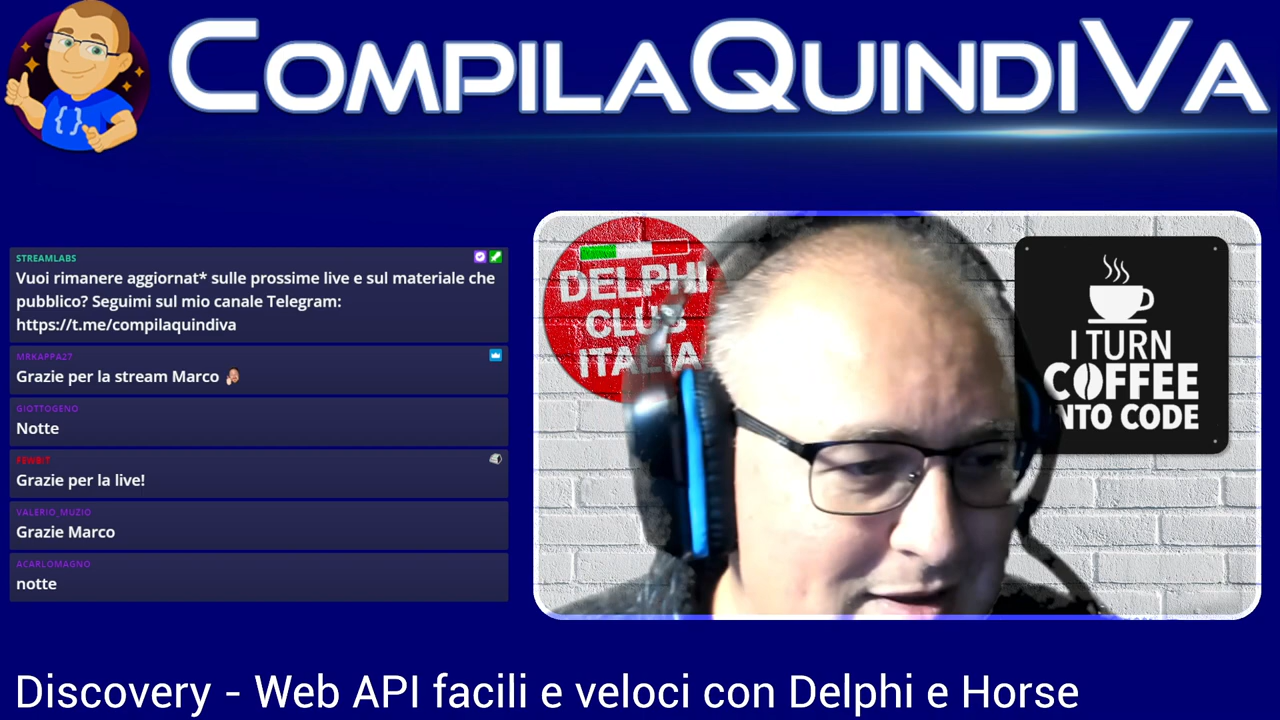 COMPILAQUINDIVA
{ }
STREAMLABS
Vuoi rimanere aggiornat* sulle prossime live e sul materiale che
pubblico? Seguimi sul mio canale Telegram:
https://t.me/compilaquindiva
MRKAPPA27
Grazie per la stream Marco
GIOTTOGENO
Notte
FEWBIT
Grazie per la live!
VALERIO_MUZIO
Grazie Marco
ACARLOMAGNO
notte
DELPHI
CLUB
ITALIA
I TURN
COFFEE
INTO CODE
Discovery - Web API facili e veloci con Delphi e Horse